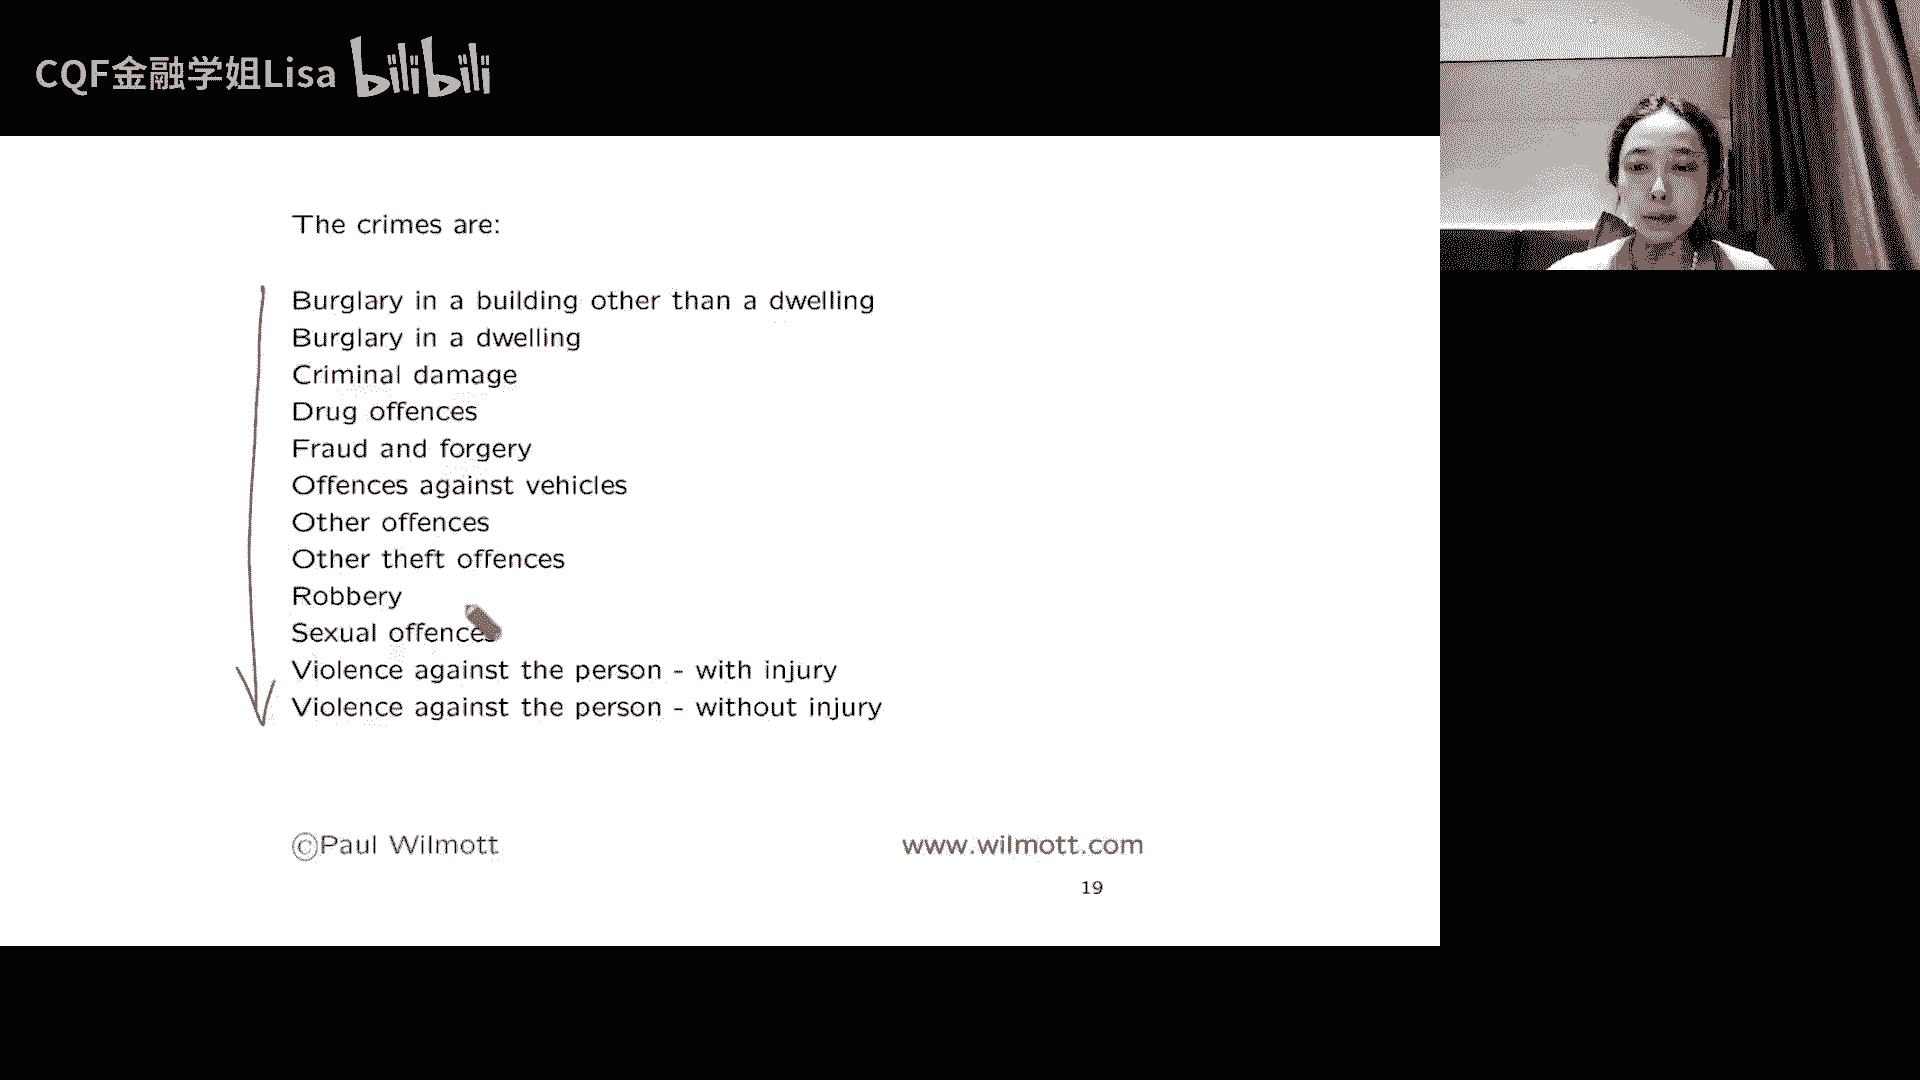 CQF金融学姐Lisa bilibili
The crimes are:
Burglary in a building other than a dwelling
Burglary in a dwelling
Criminal damage
Drug offences
Fraud and forgery
Offences against vehicles
Other offences
Other theft offences
Robbery
Sexual offences
Violence against the person - with injury
Violence against the person - without injury
©Paul Wilmott www.wilmott.com
19